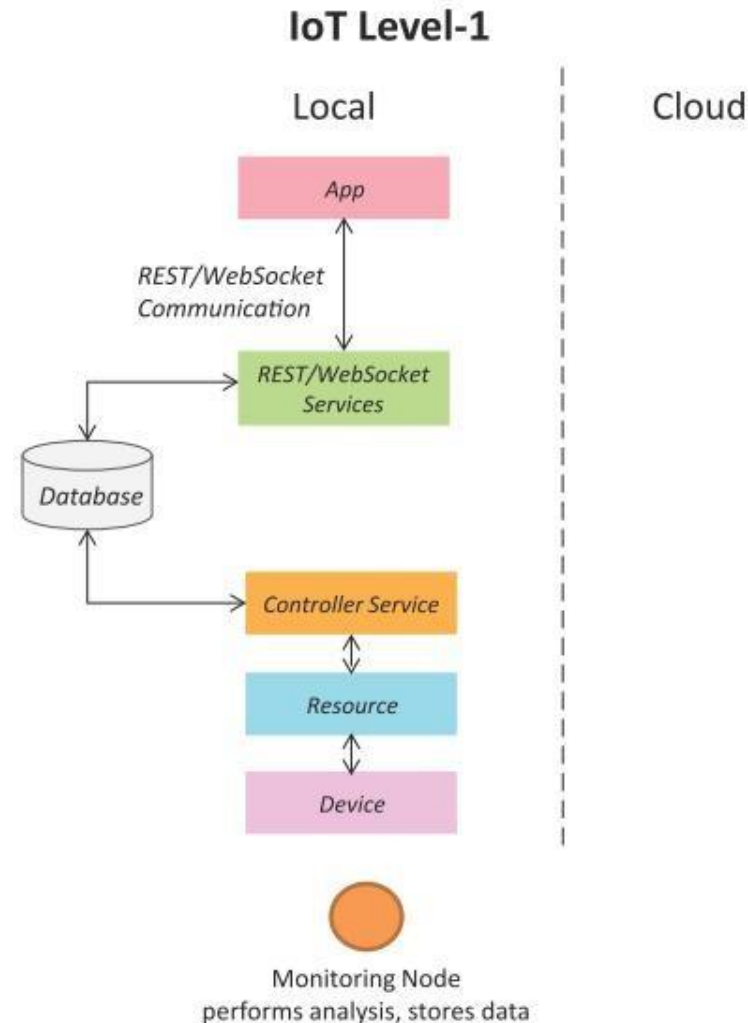 IoT Level-1
Local
Cloud
App
REST/WebSocket
Communication
REST/WebSocket
Services
Database
Controller Service
Resource
Device
Monitoring Node
performs analysis, stores data